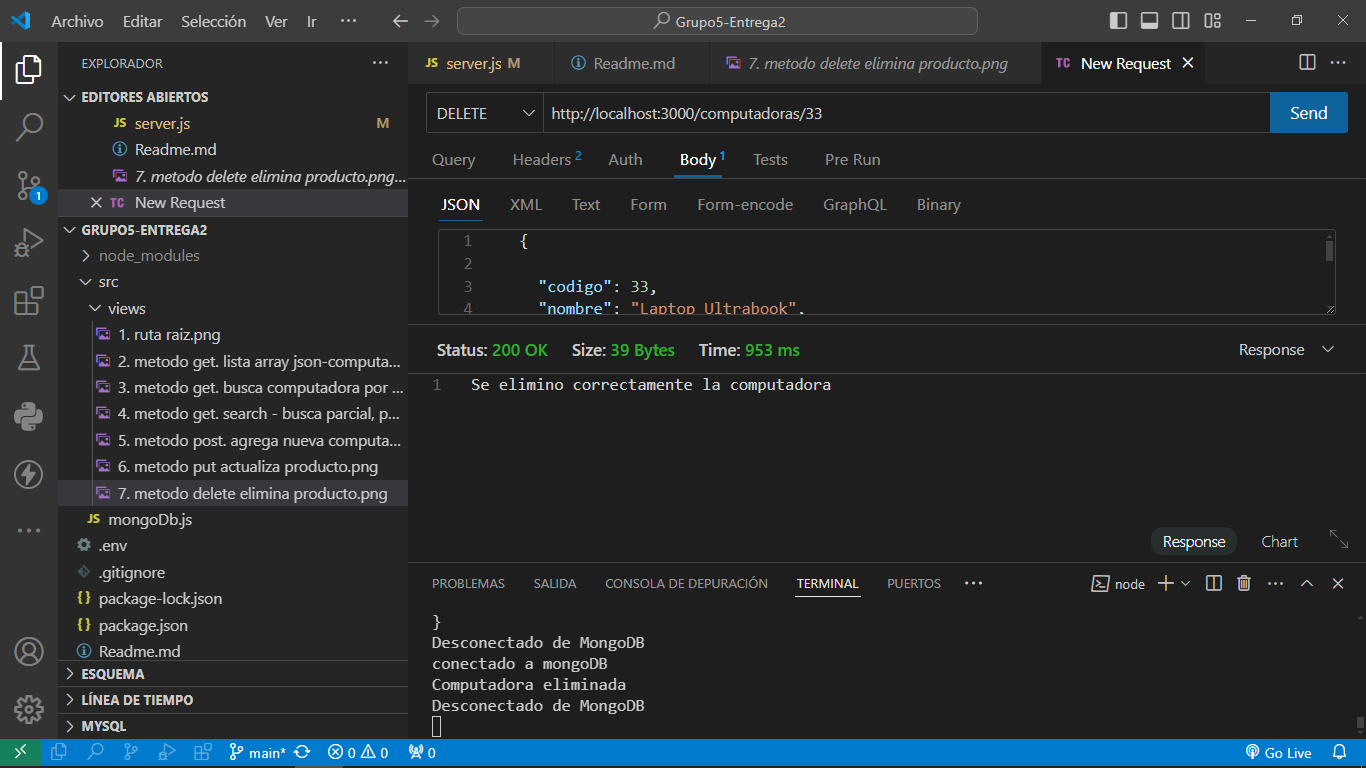 Archivo Editar Selección Ver Ir ··· Grupo5-Entrega2
EXPLORADOR ···
EDITORES ABIERTOS
JS server.js M
Readme.md
7. metodo delete elimina producto.png...
TC New Request
GRUPO5-ENTREGA2
node_modules
src
views
1. ruta raiz.png
2. metodo get. lista array json-computa...
3. metodo get. busca computadora por ...
4. metodo get. search - busca parcial, p...
5. metodo post. agrega nueva computa...
6. metodo put actualiza producto.png
7. metodo delete elimina producto.png
JS mongoDb.js
.env
.gitignore
{} package-lock.json
{} package.json
Readme.md
ESQUEMA
LÍNEA DE TIEMPO
MYSQL
1
JS server.js M Readme.md 7. metodo delete elimina producto.png TC New Request
DELETE http://localhost:3000/computadoras/33 Send
Query Headers 2 Auth Body 1 Tests Pre Run
JSON XML Text Form Form-encode GraphQL Binary
1 {
2
3 "codigo": 33,
4 "nombre": "Laptop Ultrabook",
Status: 200 OK Size: 39 Bytes Time: 953 ms Response
1 Se elimino correctamente la computadora
Response Chart
PROBLEMAS SALIDA CONSOLA DE DEPURACIÓN TERMINAL PUERTOS ··· node
}
Desconectado de MongoDB
conectado a mongoDB
Computadora eliminada
Desconectado de MongoDB
main* 0 0 0 Go Live